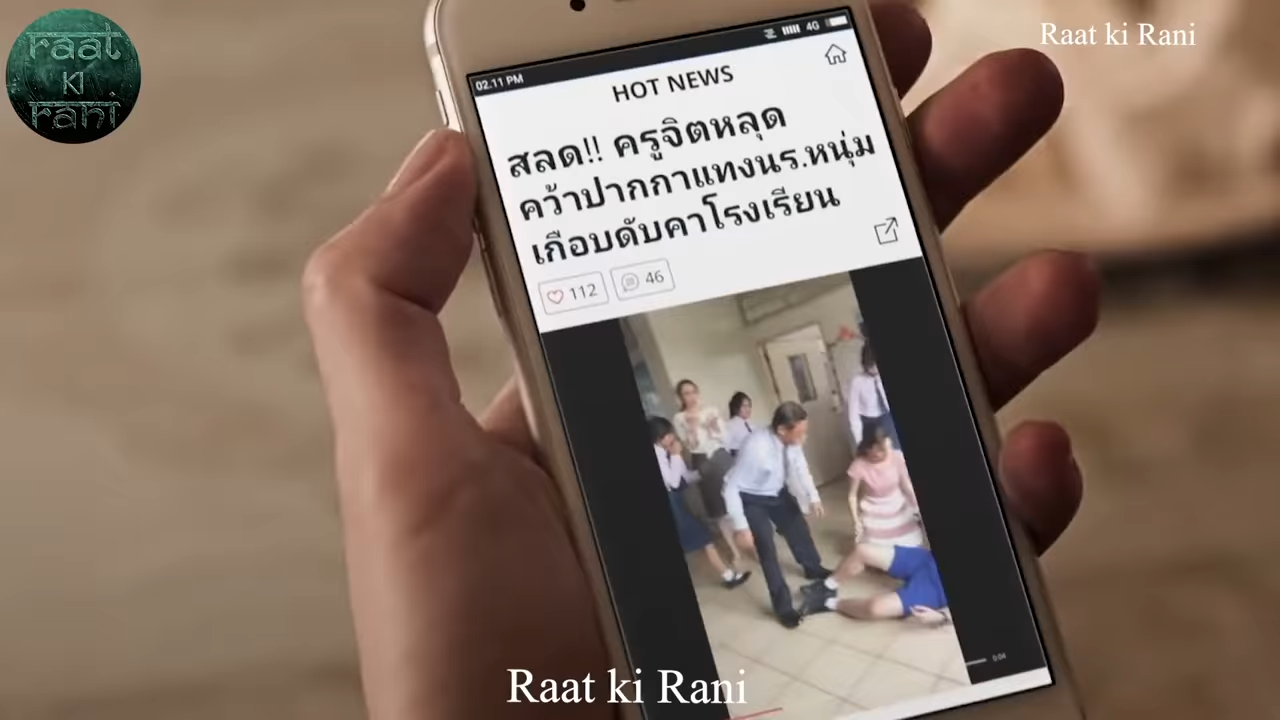 raat
Ki
rani
Raat ki Rani
02.11 PM
4G
HOT NEWS
สลด!! ครูจิตหลุด
คว้าปากกาแทงนร.หนุ่ม
เกือบดับคาโรงเรียน
112
46
0:04
Raat ki Rani